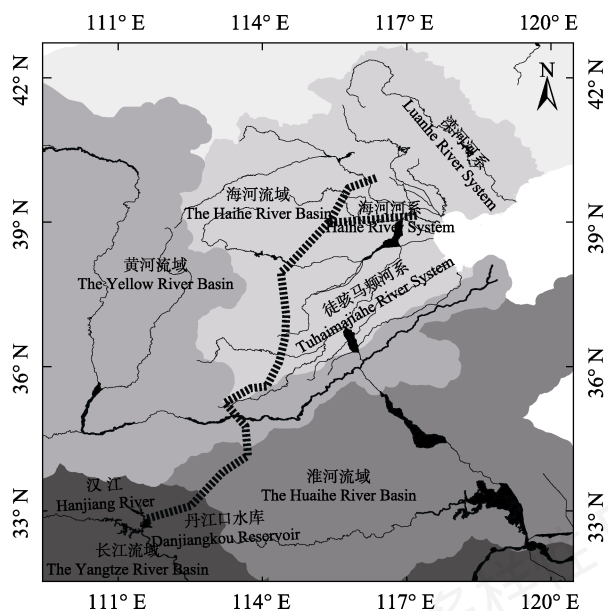 111° E 114° E 117° E 120° E
42° N 42° N
N
滦河河系
Luanhe River System
海河流域
The Haihe River Basin
海河河系
Haihe River System
39° N 39° N
黄河流域
The Yellow River Basin
徒骇马颊河系
Tuhaimajiahe River System
36° N 36° N
淮河流域
The Huaihe River Basin
汉 江
Hanjiang River
33° N 33° N
丹江口水库
Danjiangkou Reservoir
长江流域
The Yangtze River Basin
111° E 114° E 117° E 120° E